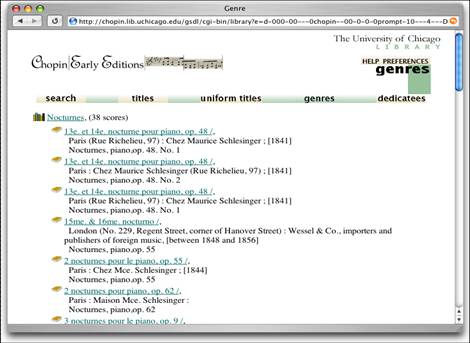 Genre
http://chopin.lib.uchicago.edu/gsdl/cgi-bin/library?e=d-000-00---0chopin--00-0-0-0prompt-10---4---D
The University of Chicago
LIBRARY
Chopin Early Editions
HELP PREFERENCES
genres
search titles uniform titles genres dedicatees
Nocturnes, (38 scores)
13e. et 14e. nocturne pour piano, op. 48 /,
Paris (Rue Richelieu, 97) : Chez Maurice Schlesinger ; [1841]
Nocturnes, piano,op. 48. No. 1
13e. et 14e. nocturne pour piano, op. 48 /,
Paris : Chez Maurice Schlesinger (Rue Richelieu, 97) ; [1841]
Nocturnes, piano,op. 48. No. 2
13e. et 14e. nocturne pour piano, op. 48 /,
Paris (Rue Richelieu, 97) : Chez Maurice Schlesinger ; [1841]
Nocturnes, piano,op. 48. No. 1
15me. & 16me. nocturno /,
London (No. 229, Regent Street, corner of Hanover Street) : Wessel & Co., importers and
publishers of foreign music, [between 1848 and 1856]
Nocturnes, piano,op. 55
2 nocturnes pour le piano, op. 55 /,
Paris : Chez Mce. Schlesinger ; [1844]
Nocturnes, piano,op. 55
2 nocturnes pour piano, op. 62 /,
Paris : Maison Mce. Schlesinger :
Nocturnes, piano,op. 62
3 nocturnes pour le piano, op. 9 /,